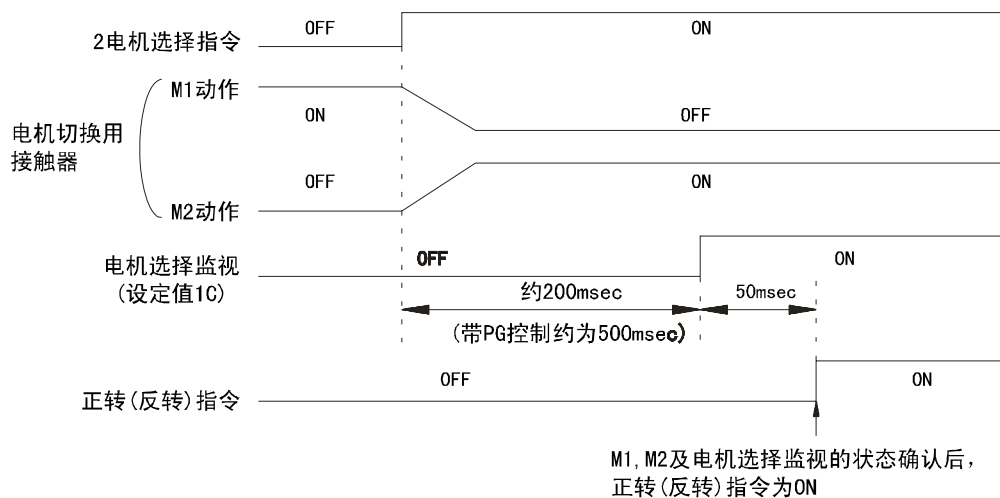 OFF
ON
2电机选择指令
M1动作
ON
OFF
电机切换用
接触器
OFF
ON
M2动作
OFF
ON
电机选择监视
(设定值1C)
约200msec
50msec
(带PG控制约为500msec)
OFF
ON
正转(反转)指令
M1,M2及电机选择监视的状态确认后，
正转(反转)指令为ON